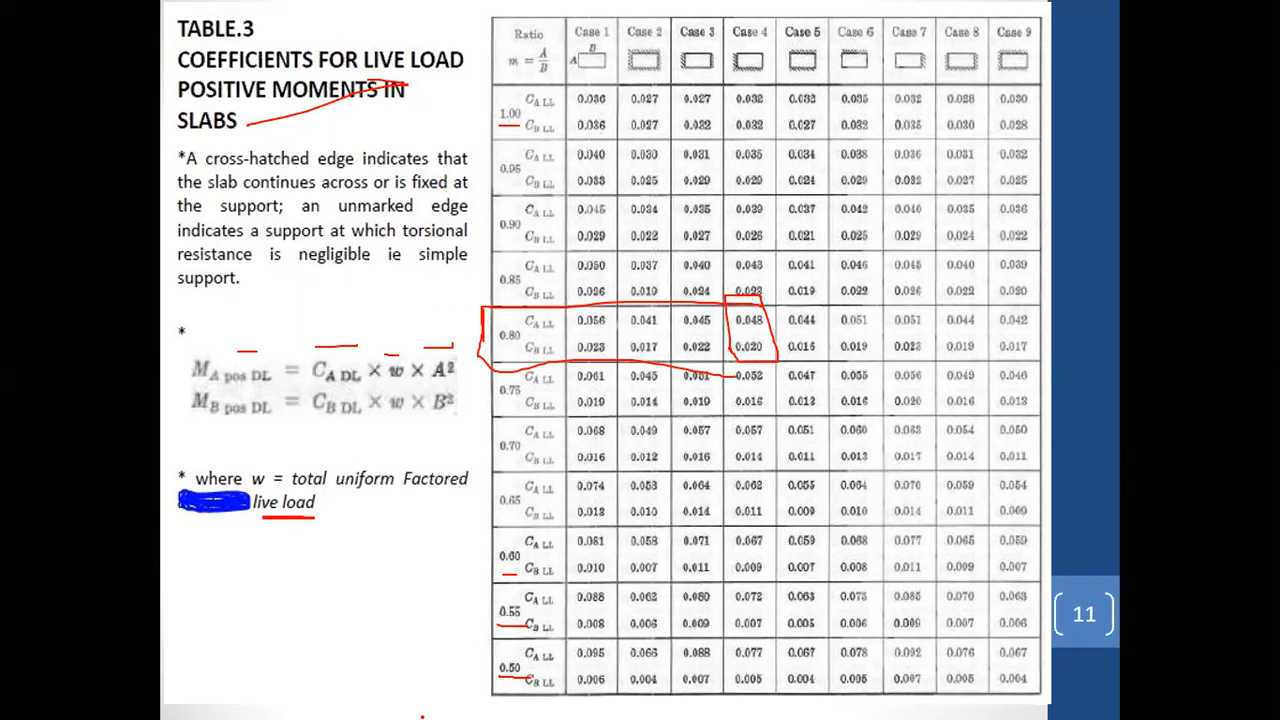 TABLE.3
COEFFICIENTS FOR LIVE LOAD
POSITIVE MOMENTS IN
SLABS
*A cross-hatched edge indicates that
the slab continues across or is fixed at
the support; an unmarked edge
indicates a support at which torsional
resistance is negligible ie simple
support.
*
M_A pos DL = C_A DL × w × A²
M_B pos DL = C_B DL × w × B²
* where w = total uniform Factored
live load
Ratio Case 1 Case 2 Case 3 Case 4 Case 5 Case 6 Case 7 Case 8 Case 9
m = A/B A B
C_A LL 0.036 0.027 0.027 0.032 0.032 0.035 0.032 0.028 0.030
1.00
C_B LL 0.036 0.027 0.032 0.032 0.027 0.032 0.035 0.030 0.028
C_A LL 0.040 0.030 0.031 0.035 0.034 0.038 0.036 0.031 0.032
0.95
C_B LL 0.033 0.025 0.029 0.029 0.024 0.029 0.032 0.027 0.025
C_A LL 0.045 0.034 0.035 0.039 0.037 0.042 0.040 0.035 0.036
0.90
C_B LL 0.029 0.022 0.027 0.026 0.021 0.025 0.029 0.024 0.022
C_A LL 0.050 0.037 0.040 0.043 0.041 0.046 0.045 0.040 0.039
0.85
C_B LL 0.026 0.019 0.024 0.023 0.019 0.022 0.026 0.022 0.020
C_A LL 0.056 0.041 0.045 0.048 0.044 0.051 0.051 0.044 0.042
0.80
C_B LL 0.023 0.017 0.022 0.020 0.016 0.019 0.023 0.019 0.017
C_A LL 0.061 0.045 0.051 0.052 0.047 0.055 0.056 0.049 0.046
0.75
C_B LL 0.019 0.014 0.019 0.016 0.013 0.016 0.020 0.016 0.013
C_A LL 0.068 0.049 0.057 0.057 0.051 0.060 0.063 0.054 0.050
0.70
C_B LL 0.016 0.012 0.016 0.014 0.011 0.013 0.017 0.014 0.011
C_A LL 0.074 0.053 0.064 0.062 0.055 0.064 0.070 0.059 0.054
0.65
C_B LL 0.013 0.010 0.014 0.011 0.009 0.010 0.014 0.011 0.009
C_A LL 0.081 0.058 0.071 0.067 0.059 0.068 0.077 0.065 0.059
0.60
C_B LL 0.010 0.007 0.011 0.009 0.007 0.008 0.011 0.009 0.007
C_A LL 0.088 0.062 0.080 0.072 0.063 0.073 0.085 0.070 0.063
0.55
C_B LL 0.008 0.006 0.009 0.007 0.005 0.006 0.009 0.007 0.006
C_A LL 0.095 0.066 0.088 0.077 0.067 0.078 0.092 0.076 0.067
0.50
C_B LL 0.006 0.004 0.007 0.005 0.004 0.005 0.007 0.005 0.004
11